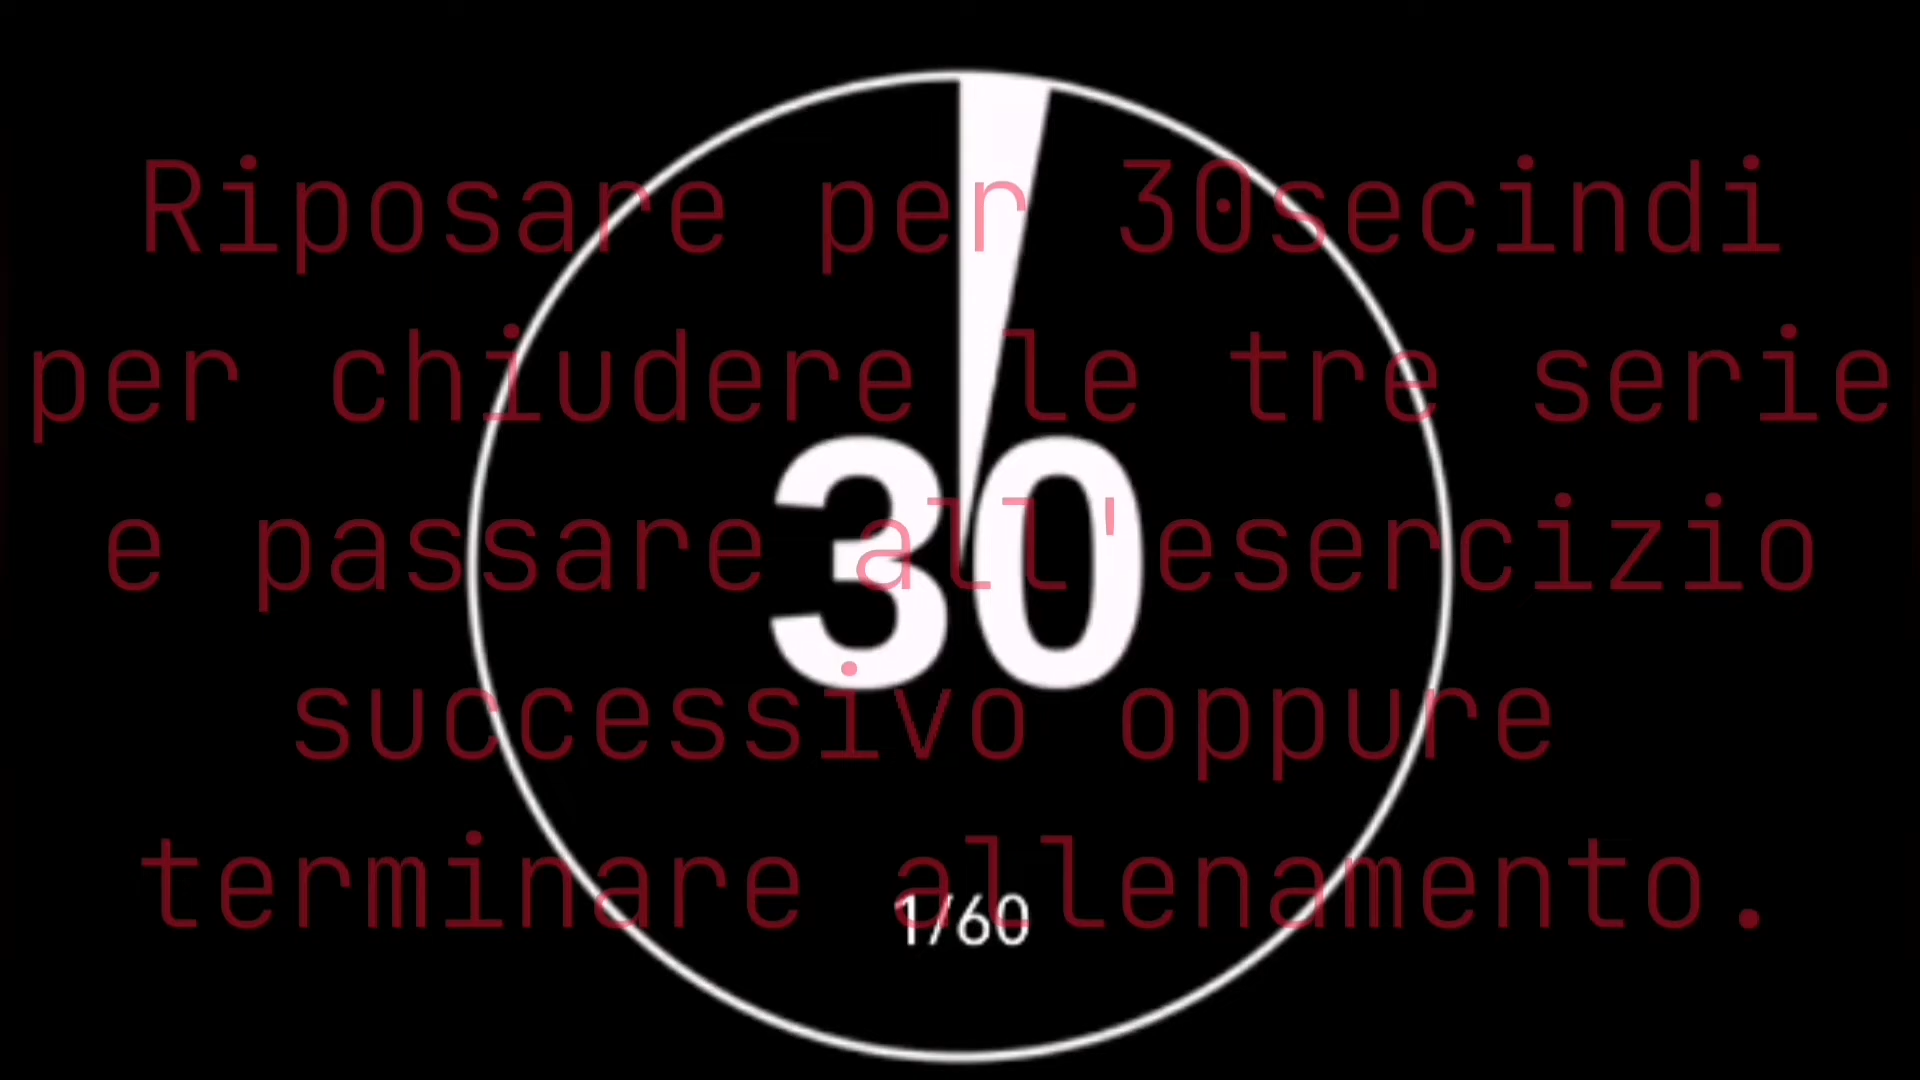 Riposare per 30secindi
per chiudere le tre serie
e passare all'esercizio
30
successivo oppure
terminare allenamento.
1/60